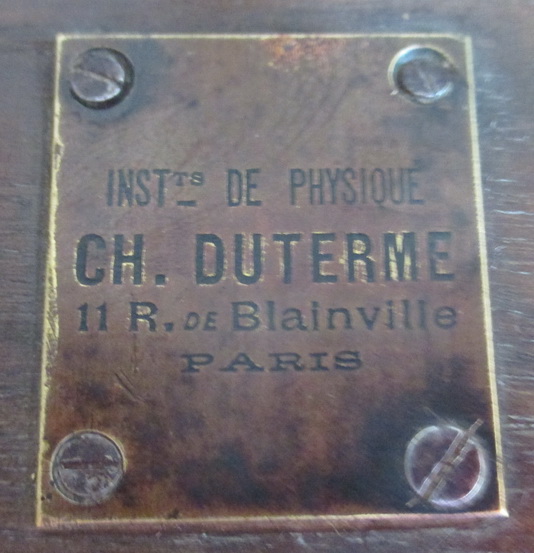 INSTTS DE PHYSIQUE
CH. DUTERME
11 R. DE Blainville
PARIS